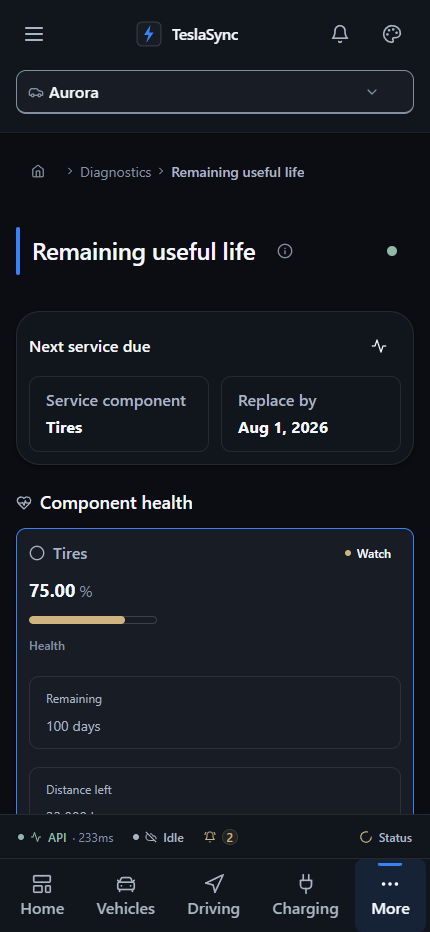 TeslaSync
Aurora
Diagnostics
Remaining useful life
Remaining useful life
Next service due
Service component
Tires
Replace by
Aug 1, 2026
Component health
Tires
Watch
75.00 %
Health
Remaining
100 days
Distance left
API · 233ms
Idle
2
Status
Home
Vehicles
Driving
Charging
More